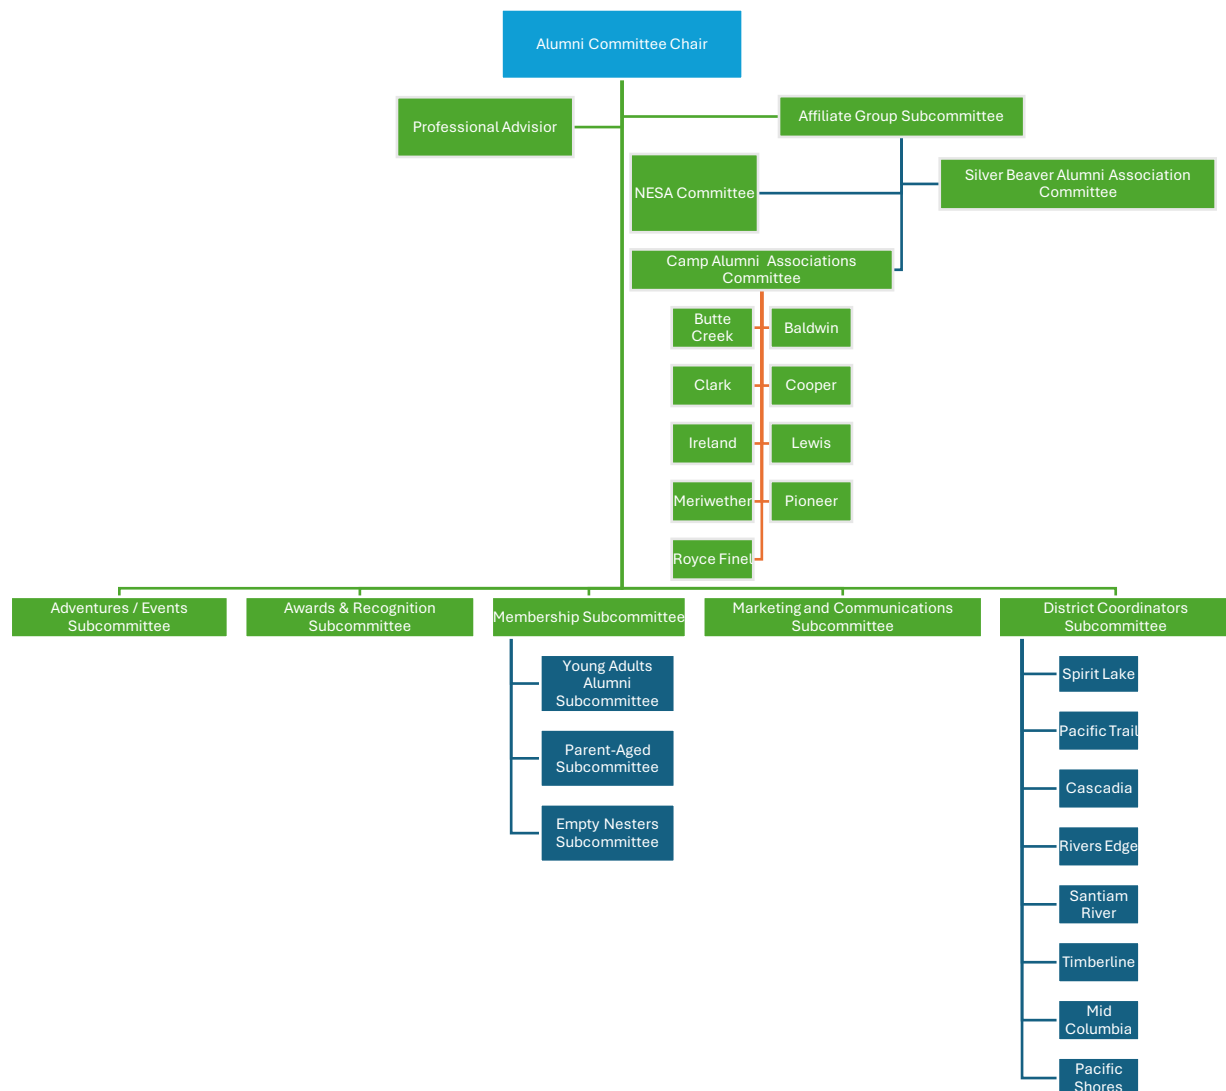 Alumni Committee Chair
Professional Advisior
Affiliate Group Subcommittee
NESA Committee
Silver Beaver Alumni Association
Committee
Camp Alumni  Associations
Committee
Butte
Creek
Baldwin
Clark
Cooper
Ireland
Lewis
Meriwether
Pioneer
Royce Finel
Adventures / Events
Subcommittee
Awards & Recognition
Subcommittee
Membership Subcommittee
Marketing and Communications
Subcommittee
District Coordinators
Subcommittee
Young Adults
Alumni
Subcommittee
Parent-Aged
Subcommittee
Empty Nesters
Subcommittee
Spirit Lake
Pacific Trail
Cascadia
Rivers Edge
Santiam
River
Timberline
Mid
Columbia
Pacific
Shores